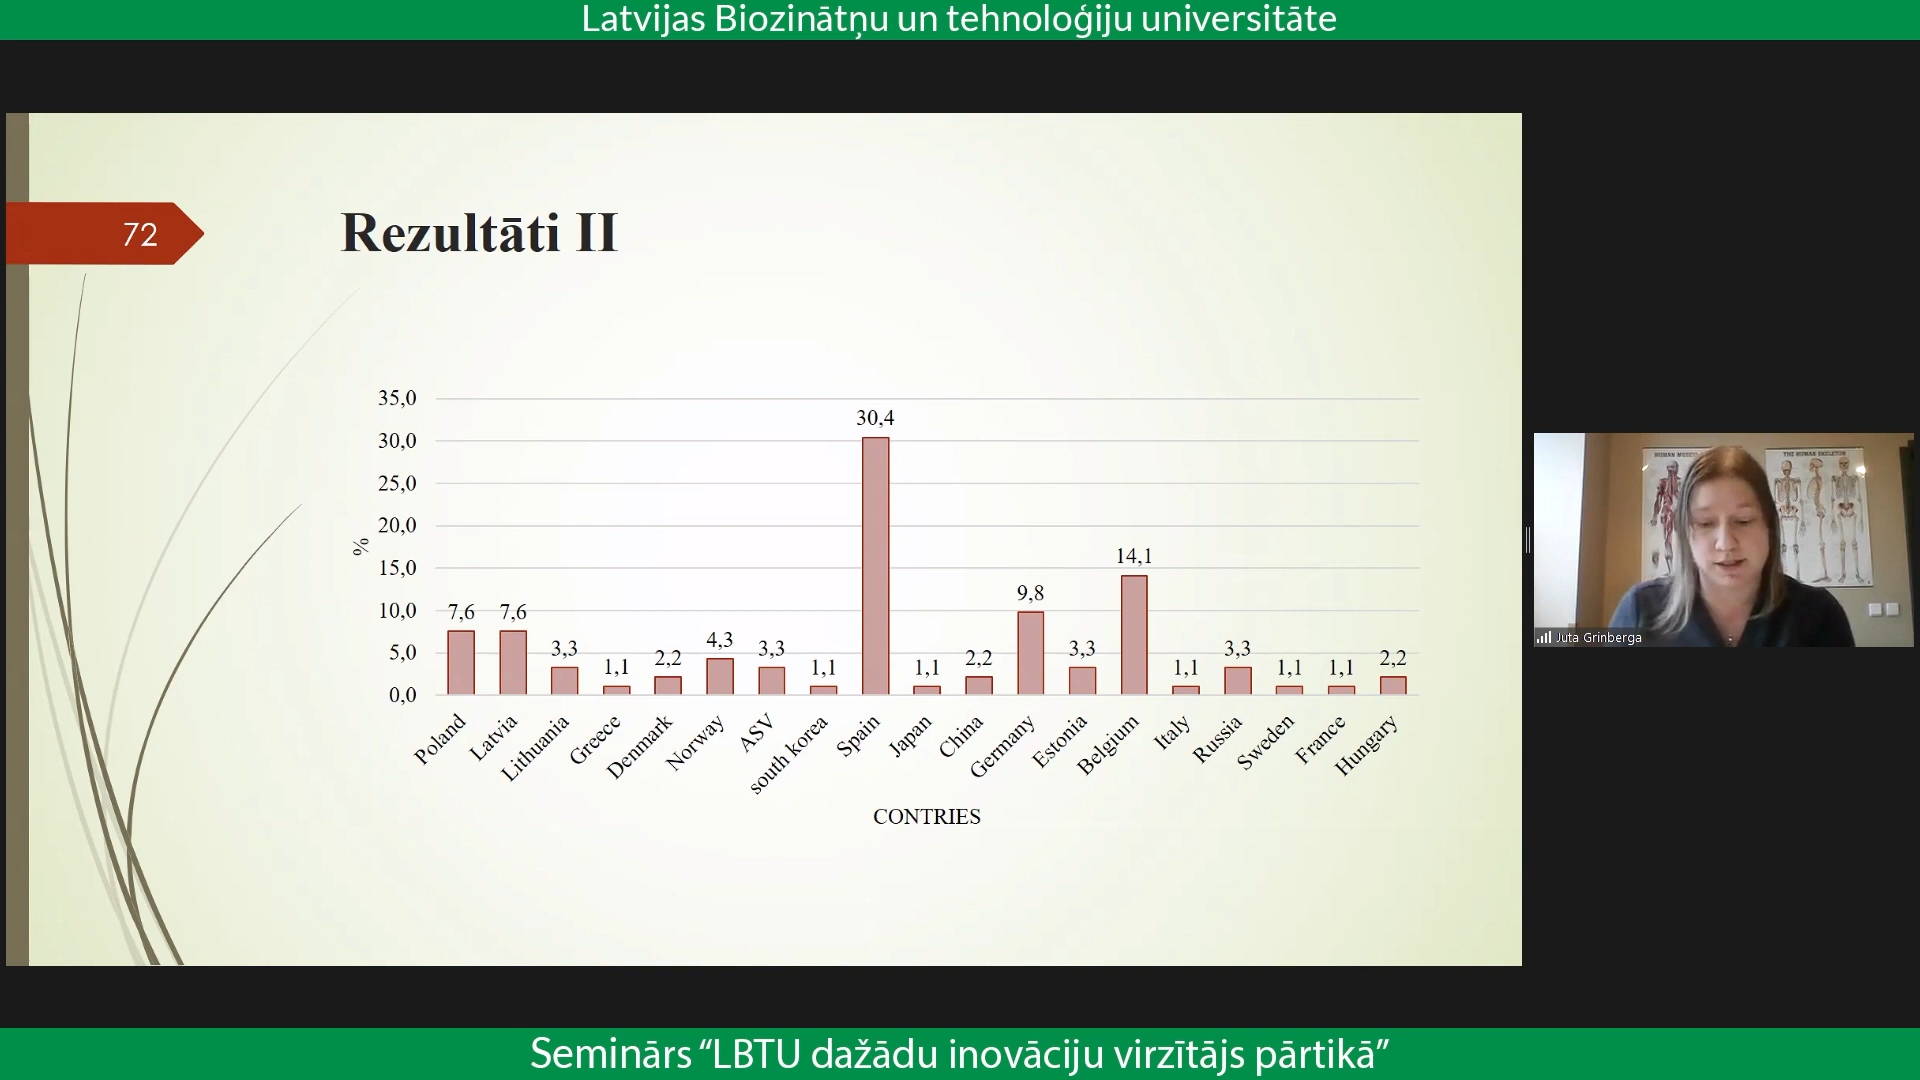 Latvijas Biozinātņu un tehnoloģiju universitāte
72
Rezultāti II
35,0
30,0
25,0
20,0
15,0
10,0
5,0
0,0
%
7,6
7,6
3,3
1,1
2,2
4,3
3,3
1,1
30,4
1,1
2,2
9,8
3,3
14,1
1,1
3,3
1,1
1,1
2,2
Poland
Latvia
Lithuania
Greece
Denmark
Norway
ASV
south korea
Spain
Japan
China
Germany
Estonia
Belgium
Italy
Russia
Sweden
France
Hungary
CONTRIES
HUMAN
THE HUMAN SKELETON
Juta Grinberga
Seminārs “LBTU dažādu inovāciju virzītājs pārtikā”